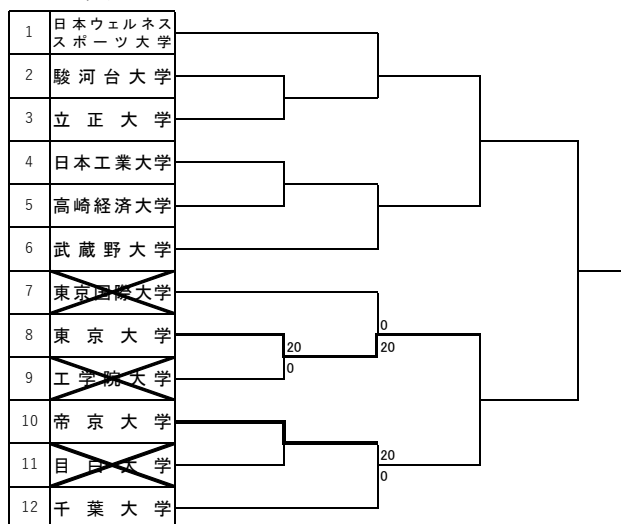 1 日本ウェルネス
スポーツ大学
2 駿河台大学
3 立正大学
4 日本工業大学
5 高崎経済大学
6 武蔵野大学
7 東京国際大学
0
8 東京大学
20 20
9 工学院大学
0
10 帝京大学
11 目白大学
20
0
12 千葉大学